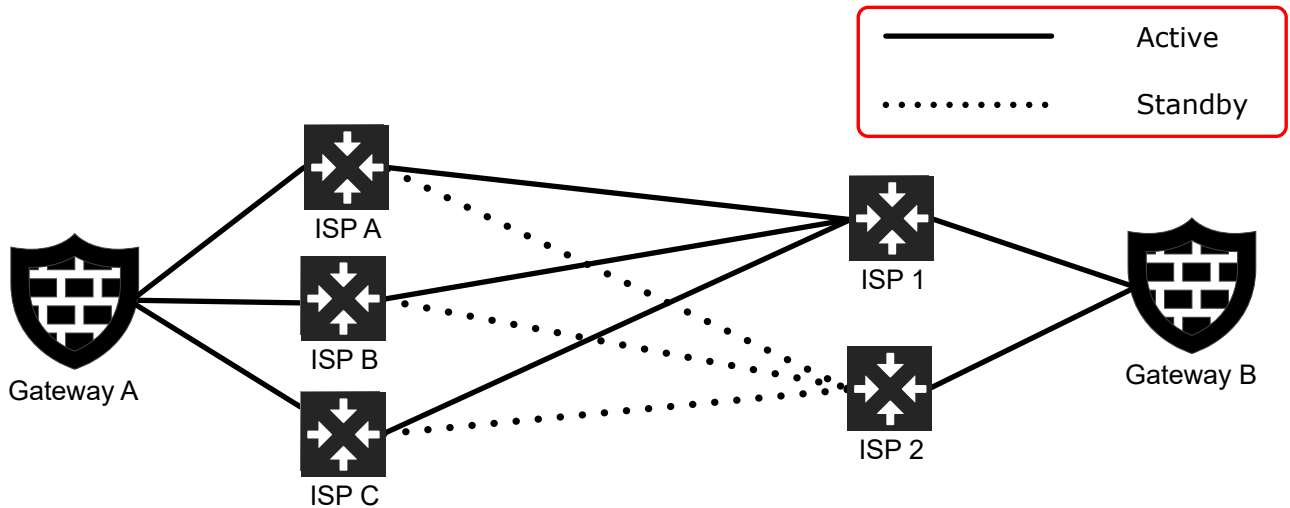 Active
Standby
ISP A
ISP 1
ISP B
Gateway A
Gateway B
ISP 2
ISP C